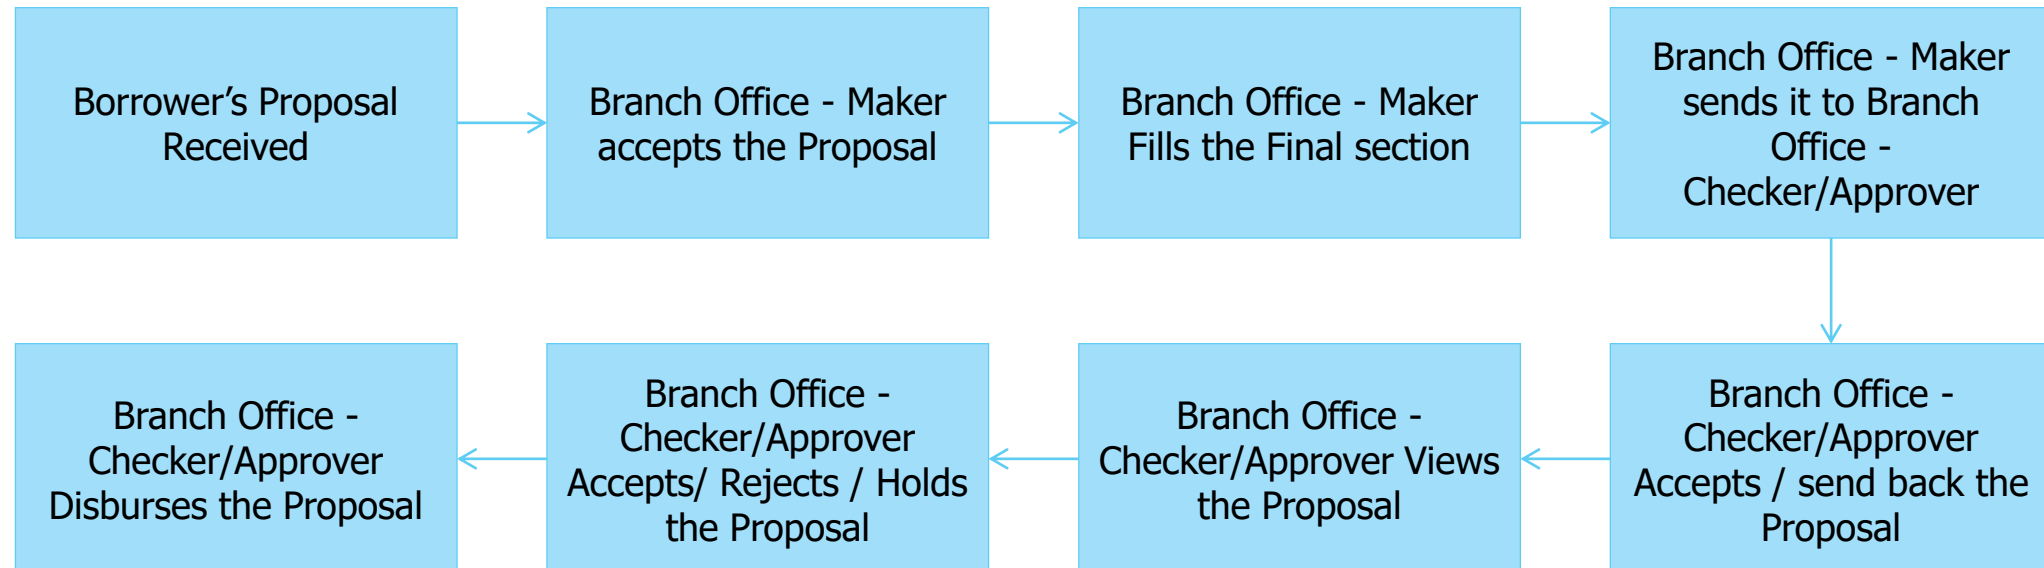 Borrower’s Proposal
Received
Branch Office - Maker
accepts the Proposal
Branch Office - Maker
Fills the Final section
Branch Office - Maker
sends it to Branch
Office -
Checker/Approver
Branch Office -
Checker/Approver
Accepts / send back the
Proposal
Branch Office -
Checker/Approver Views
the Proposal
Branch Office -
Checker/Approver
Accepts/ Rejects / Holds
the Proposal
Branch Office -
Checker/Approver
Disburses the Proposal